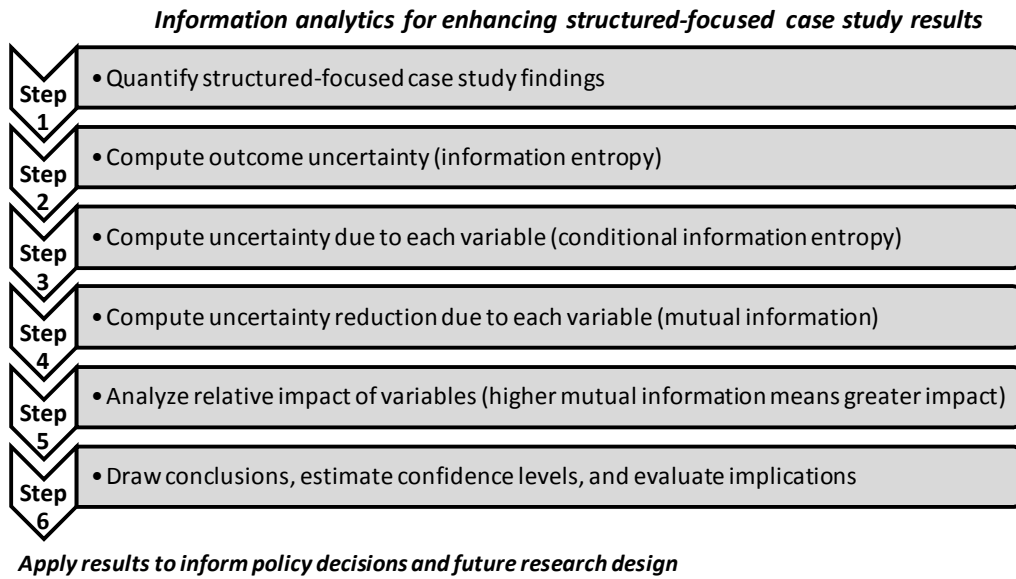 Information analytics for enhancing structured-focused case study results
Step
1
• Quantify structured-focused case study findings
Step
2
• Compute outcome uncertainty (information entropy)
Step
3
• Compute uncertainty due to each variable (conditional information entropy)
Step
4
• Compute uncertainty reduction due to each variable (mutual information)
Step
5
• Analyze relative impact of variables (higher mutual information means greater impact)
Step
6
• Draw conclusions, estimate confidence levels, and evaluate implications
Apply results to inform policy decisions and future research design